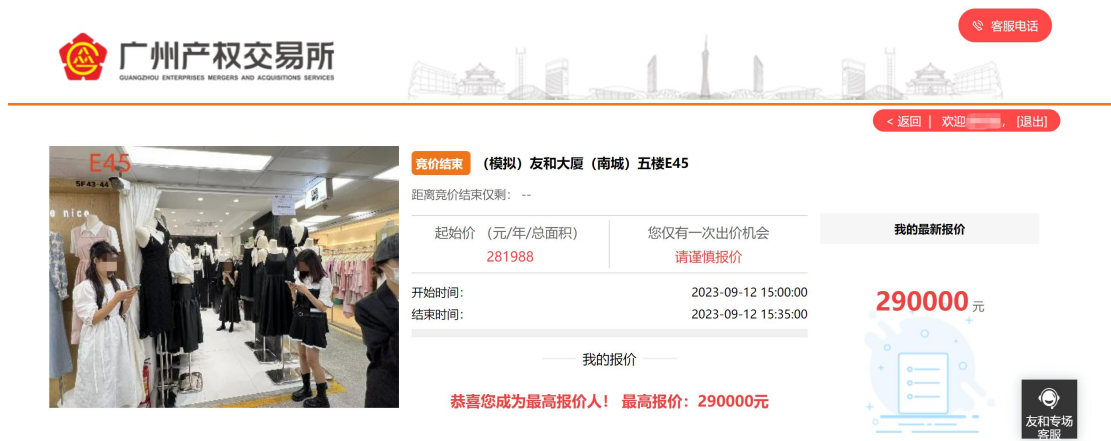 客服电话
广州产权交易所
GUANGZHOU ENTERPRISES MERGERS AND ACQUISITIONS SERVICES
< 返回 | 欢迎 , [退出]
E45
5F 43-44
nice
竞价结束 (模拟) 友和大厦 (南城) 五楼E45
距离竞价结束仅剩: --
起始价 (元/年/总面积)
281988
您仅有一次出价机会
请谨慎报价
我的最新报价
290000 元
开始时间: 2023-09-12 15:00:00
结束时间: 2023-09-12 15:35:00
我的报价
恭喜您成为最高报价人! 最高报价: 290000元
友和专场
客服